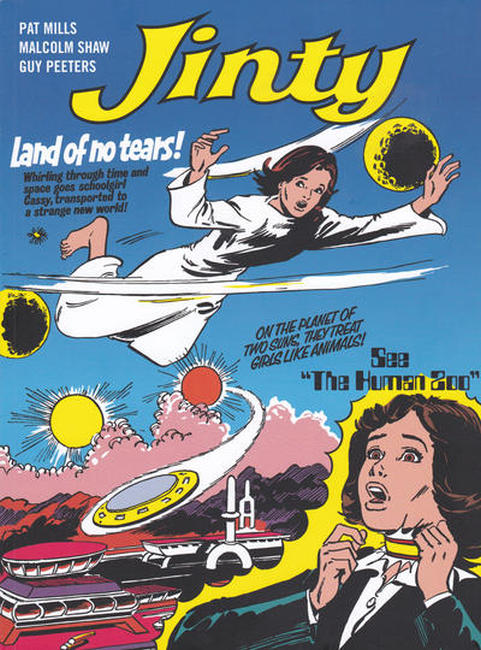 PAT MILLS
MALCOLM SHAW
GUY PEETERS
Jinty
Land of no tears!
Whirling through time and
space goes schoolgirl
Cassy, transported to
a strange new world!
ON THE PLANET OF
TWO SUNS, THEY TREAT
GIRLS LIKE ANIMALS!
See
"The Human Zoo"